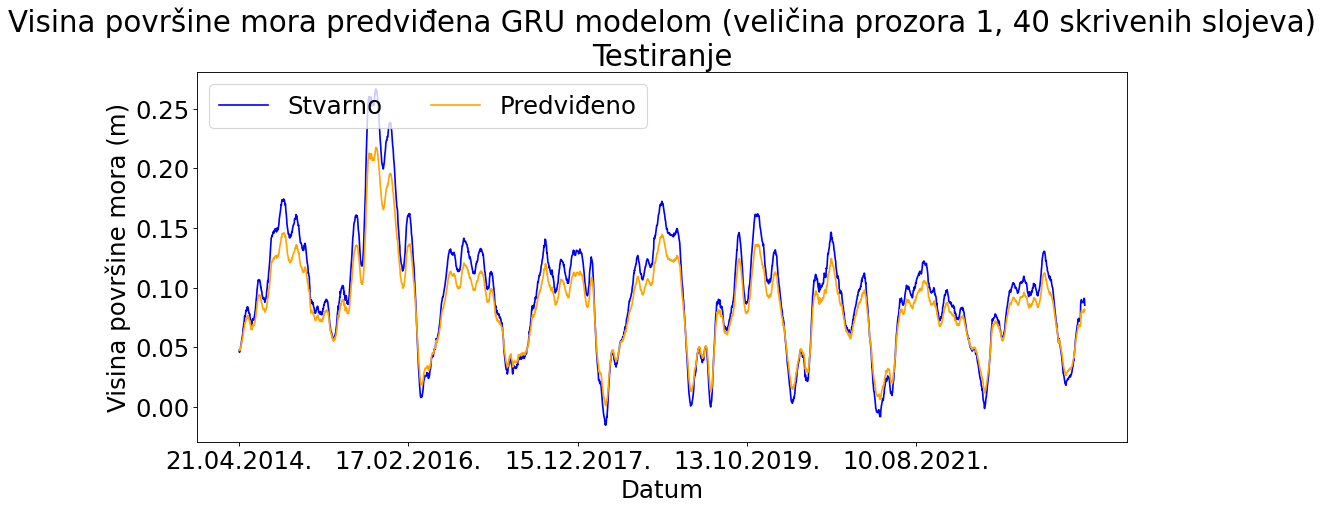 Visina površine mora predviđena GRU modelom (veličina prozora 1, 40 skrivenih slojeva)
Testiranje
Stvarno Predviđeno
Visina površine mora (m)
0.25
0.20
0.15
0.10
0.05
0.00
21.04.2014. 17.02.2016. 15.12.2017. 13.10.2019. 10.08.2021.
Datum